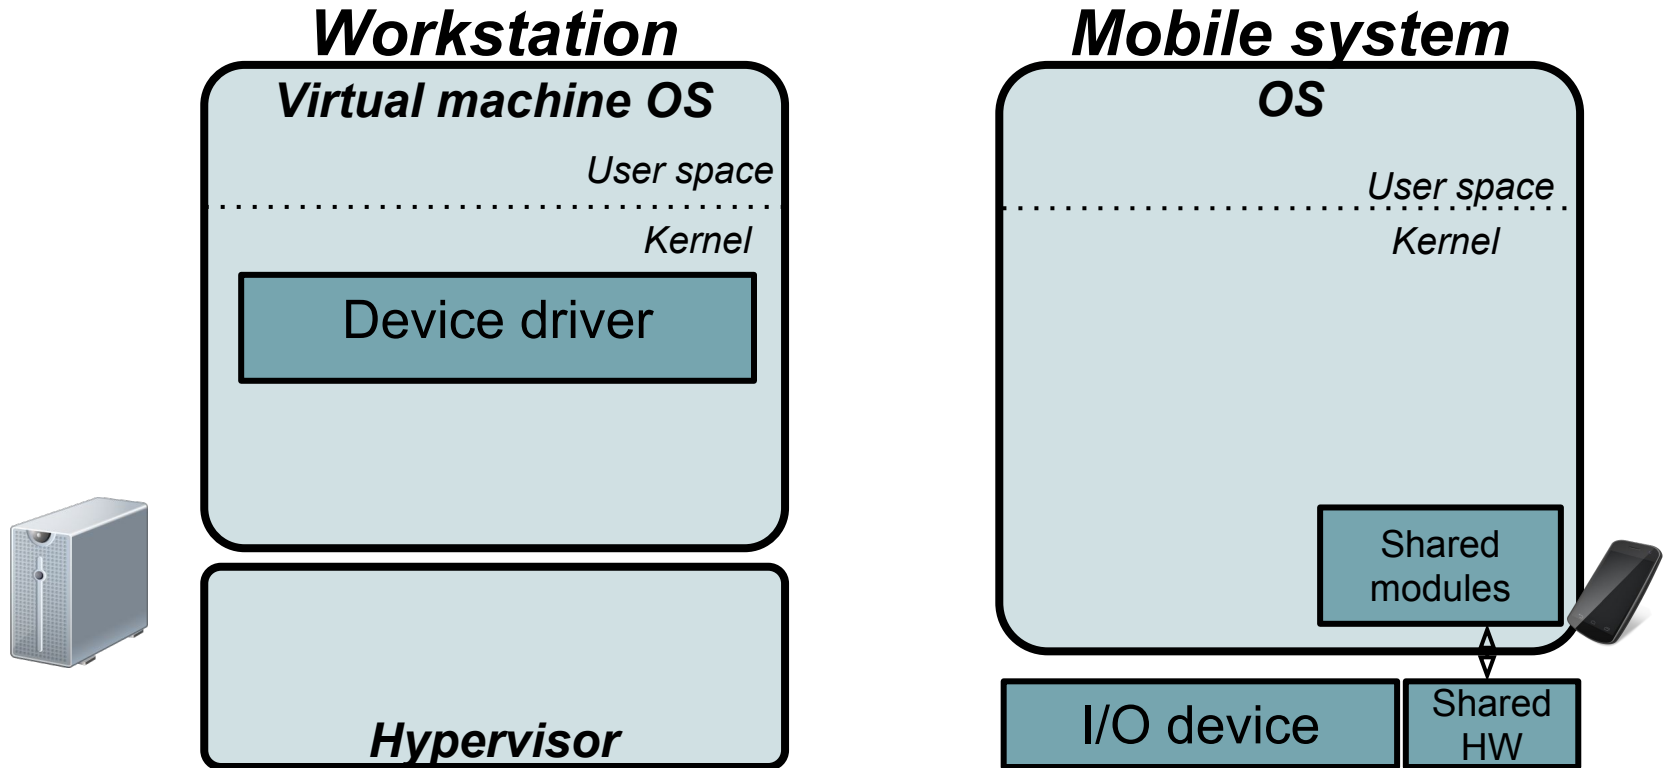 Workstation
Virtual machine OS
User space
Kernel
Device driver
Hypervisor
Mobile system
OS
User space
Kernel
Shared
modules
I/O device
Shared
HW